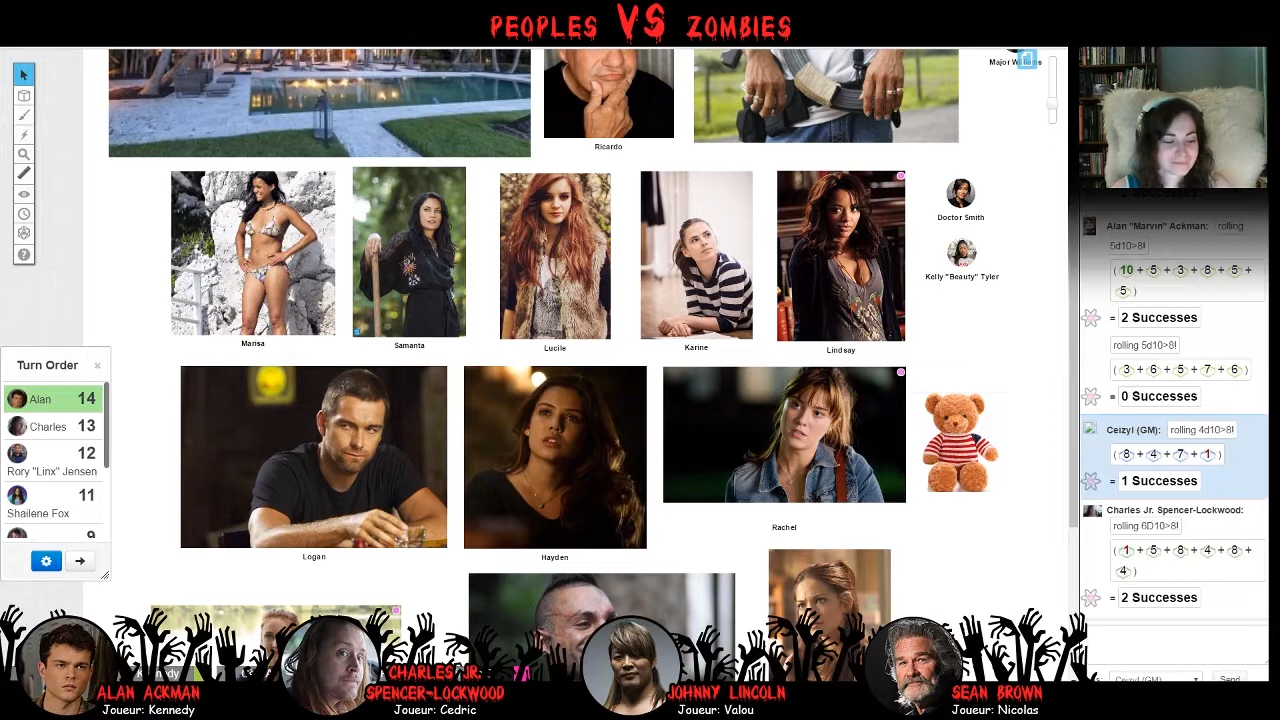 PEOPLES VS ZOMBIES
Ricardo
Marisa
Samanta
Lucile
Karine
Lindsay
Doctor Smith
Kelly "Beauty" Tyler
Logan
Hayden
Rachel
Turn Order
Alan 14
Charles 13
12
Rory "Linx" Jensen
11
Shailene Fox
Alan "Marvin" Ackman: rolling
5d10>8!
( 10 + 5 + 3 + 8 + 5 +
5 )
= 2 Successes
rolling 5d10>8!
( 3 + 6 + 5 + 7 + 6 )
= 0 Successes
Ceizyl (GM): rolling 4d10>8!
( 8 + 4 + 7 + 1 )
= 1 Successes
Charles Jr. Spencer-Lockwood:
rolling 6D10>8!
( 1 + 5 + 8 + 4 + 8 +
4 )
= 2 Successes
Ceizyl (GM)
Send
ALAN ACKMAN
Joueur: Kennedy
CHARLES JR.
SPENCER-LOCKWOOD
Joueur: Cedric
JOHNNY LINCOLN
Joueur: Valou
SEAN BROWN
Joueur: Nicolas